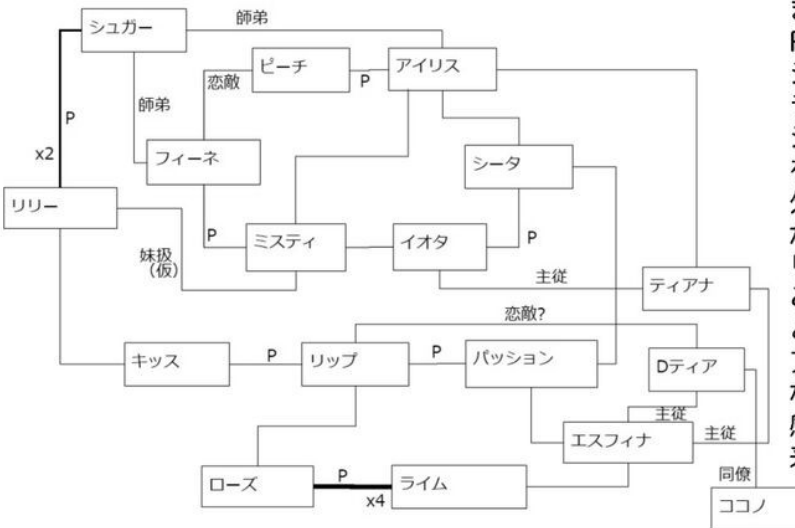 師弟
シュガー
ピーチ
アイリス
恋敵
P
P
師弟
x2
フィーネ
シータ
リリー
P
ミスティ
イオタ
P
妹扱
（仮）
主従
ティアナ
恋敵?
キッス
P
リップ
P
パッション
Dティア
主従
エスフィナ
主従
ローズ
P
x4
ライム
同僚
ココノ